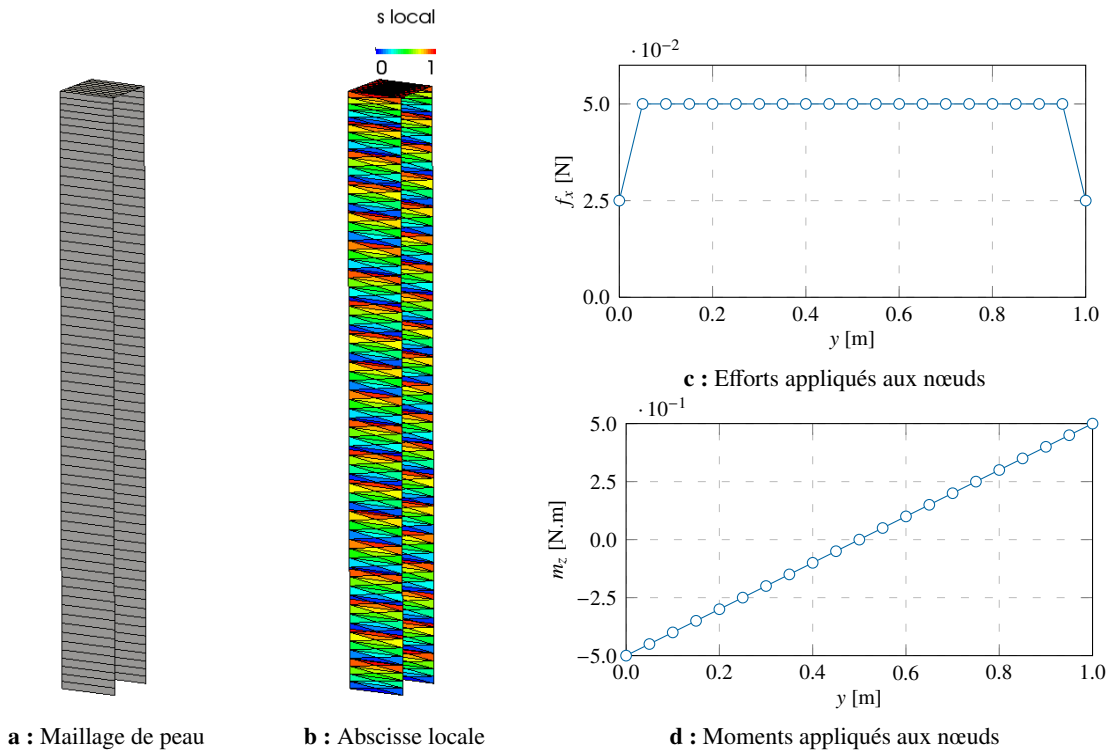 s local
0 1
a : Maillage de peau
b : Abscisse locale
·10⁻²
5.0
2.5
0.0
f_x [N]
0.0 0.2 0.4 0.6 0.8 1.0
y [m]
c : Efforts appliqués aux nœuds
·10⁻¹
5.0
2.5
0.0
−2.5
−5.0
m_z [N.m]
0.0 0.2 0.4 0.6 0.8 1.0
y [m]
d : Moments appliqués aux nœuds